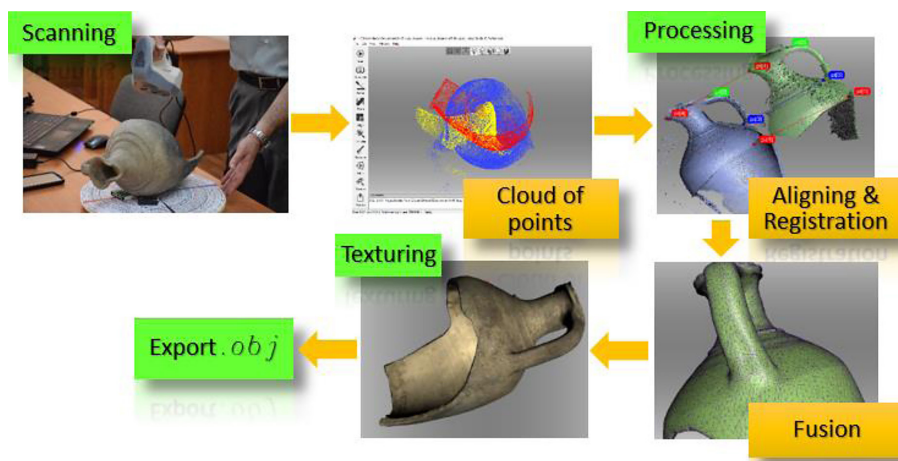 Scanning
Processing
Cloud of
points
Aligning &
Registration
Texturing
Export .obj
Fusion